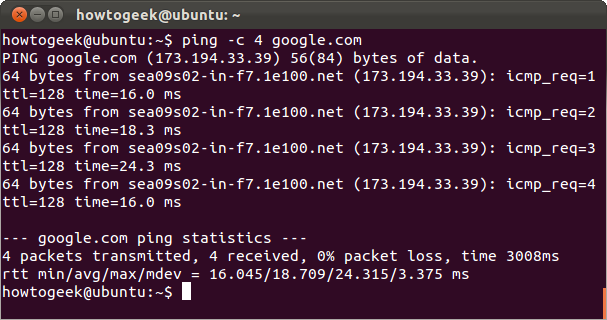 howtogeek@ubuntu: ~
howtogeek@ubuntu:~$ ping -c 4 google.com
PING google.com (173.194.33.39) 56(84) bytes of data.
64 bytes from sea09s02-in-f7.1e100.net (173.194.33.39): icmp_req=1
ttl=128 time=16.0 ms
64 bytes from sea09s02-in-f7.1e100.net (173.194.33.39): icmp_req=2
ttl=128 time=18.3 ms
64 bytes from sea09s02-in-f7.1e100.net (173.194.33.39): icmp_req=3
ttl=128 time=24.3 ms
64 bytes from sea09s02-in-f7.1e100.net (173.194.33.39): icmp_req=4
ttl=128 time=16.0 ms
--- google.com ping statistics ---
4 packets transmitted, 4 received, 0% packet loss, time 3008ms
rtt min/avg/max/mdev = 16.045/18.709/24.315/3.375 ms
howtogeek@ubuntu:~$